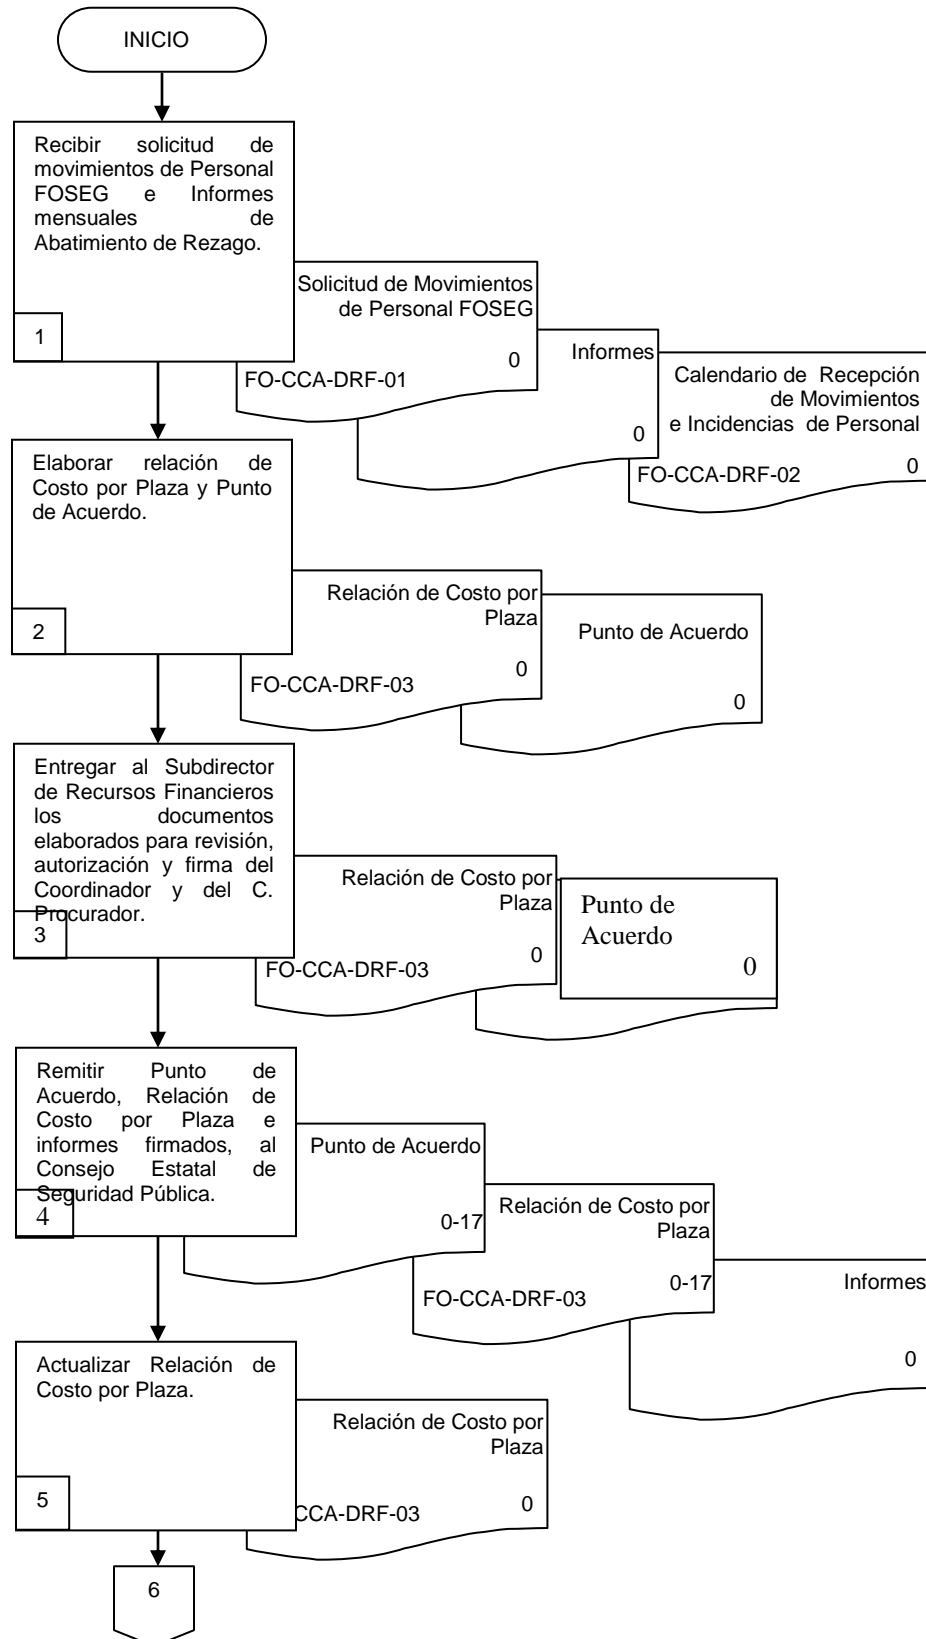 INICIO
Recibir solicitud de
movimientos de Personal
FOSEG e Informes
mensuales de
Abatimiento de Rezago.
1
Solicitud de Movimientos
de Personal FOSEG
0
FO-CCA-DRF-01
Informes
0
Calendario de Recepción
de Movimientos
e Incidencias de Personal
FO-CCA-DRF-02
0
Elaborar relación de
Costo por Plaza y Punto
de Acuerdo.
2
Relación de Costo por
Plaza
0
FO-CCA-DRF-03
Punto de Acuerdo
0
Entregar al Subdirector
de Recursos Financieros
los documentos
elaborados para revisión,
autorización y firma del
Coordinador y del C.
Procurador.
3
Relación de Costo por
Plaza
0
FO-CCA-DRF-03
Punto de
Acuerdo
0
Remitir Punto de
Acuerdo, Relación de
Costo por Plaza e
informes firmados, al
Consejo Estatal de
Seguridad Pública.
4
Punto de Acuerdo
0-17
Relación de Costo por
Plaza
0-17
FO-CCA-DRF-03
Informes
0
Actualizar Relación de
Costo por Plaza.
5
Relación de Costo por
Plaza
CCA-DRF-03
0
6